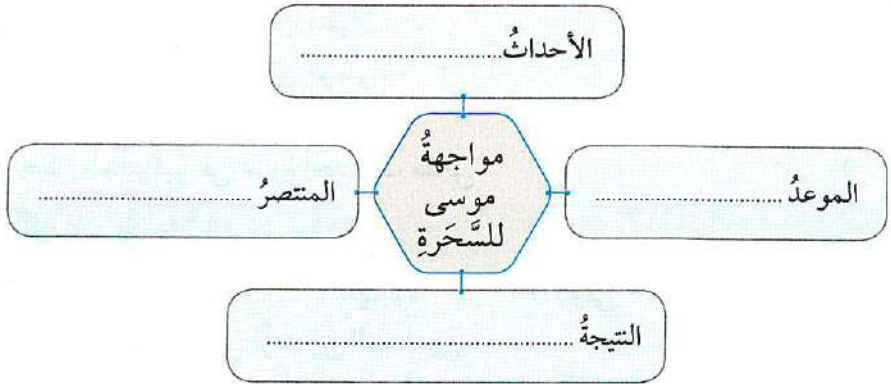 الأحداثُ..............................
مواجهةُ
موسى
للسَّحَرةِ
الموعدُ ............................
المنتصرُ ................................
النتيجةُ ..............................................